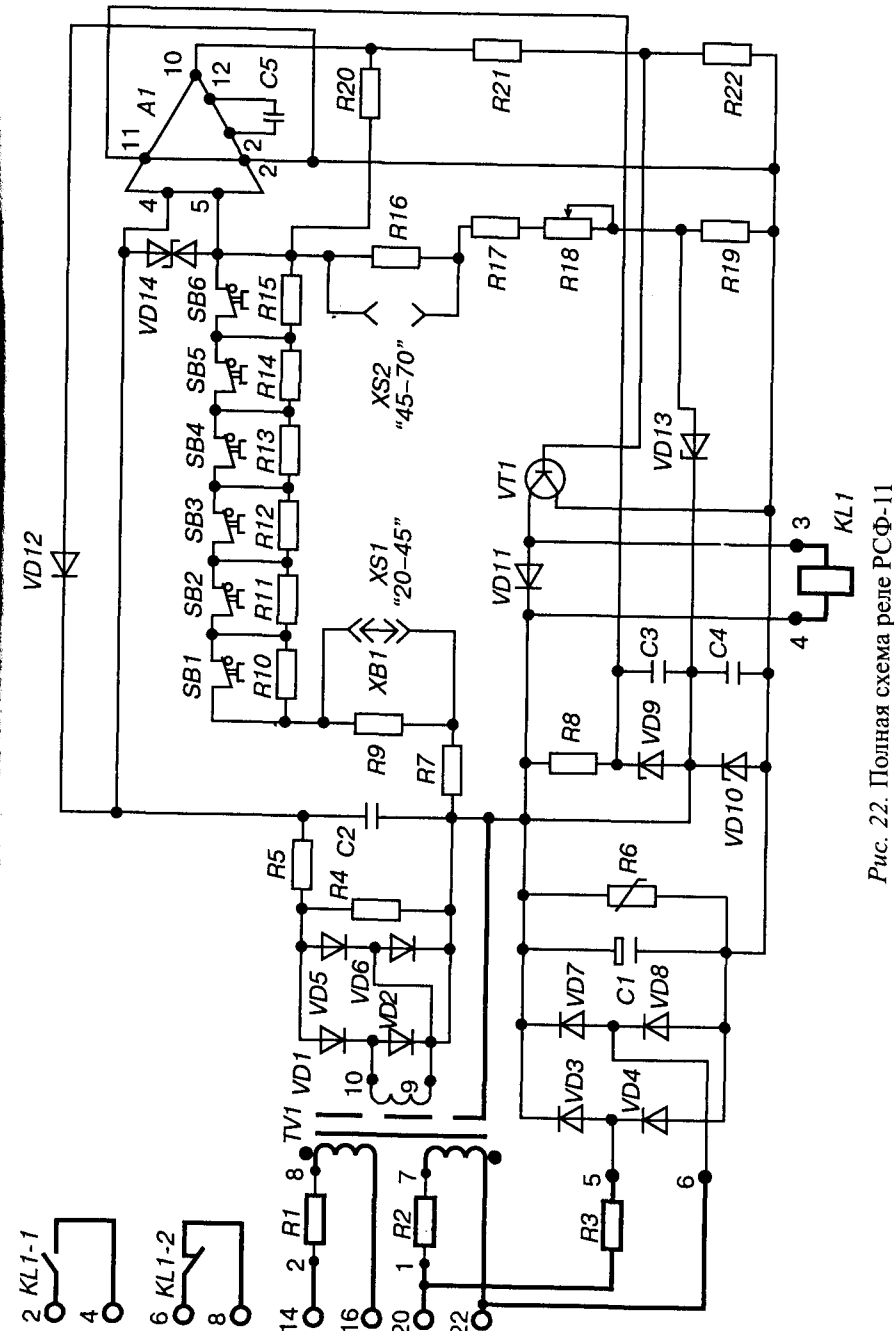 2
KL1-1
4
6
KL1-2
8
14
16
20
22
2
R1
8
TV1
1
R2
7
R3
5
6
10
9
VD1
VD2
VD5
VD6
R4
R5
C2
VD3
VD4
VD7
VD8
C1
R6
R7
R9
XB1
XS1
"20–45"
SB1
SB2
SB3
SB4
SB5
SB6
R10
R11
R12
R13
R14
R15
VD12
VD14
4
5
11
A1
10
12
C5
2
2
R20
R21
R22
R16
XS2
"45–70"
R17
R18
R19
R8
VD9
VD10
C3
C4
VD11
VT1
VD13
4
3
KL1
Рис. 22. Полная схема реле РСФ-11